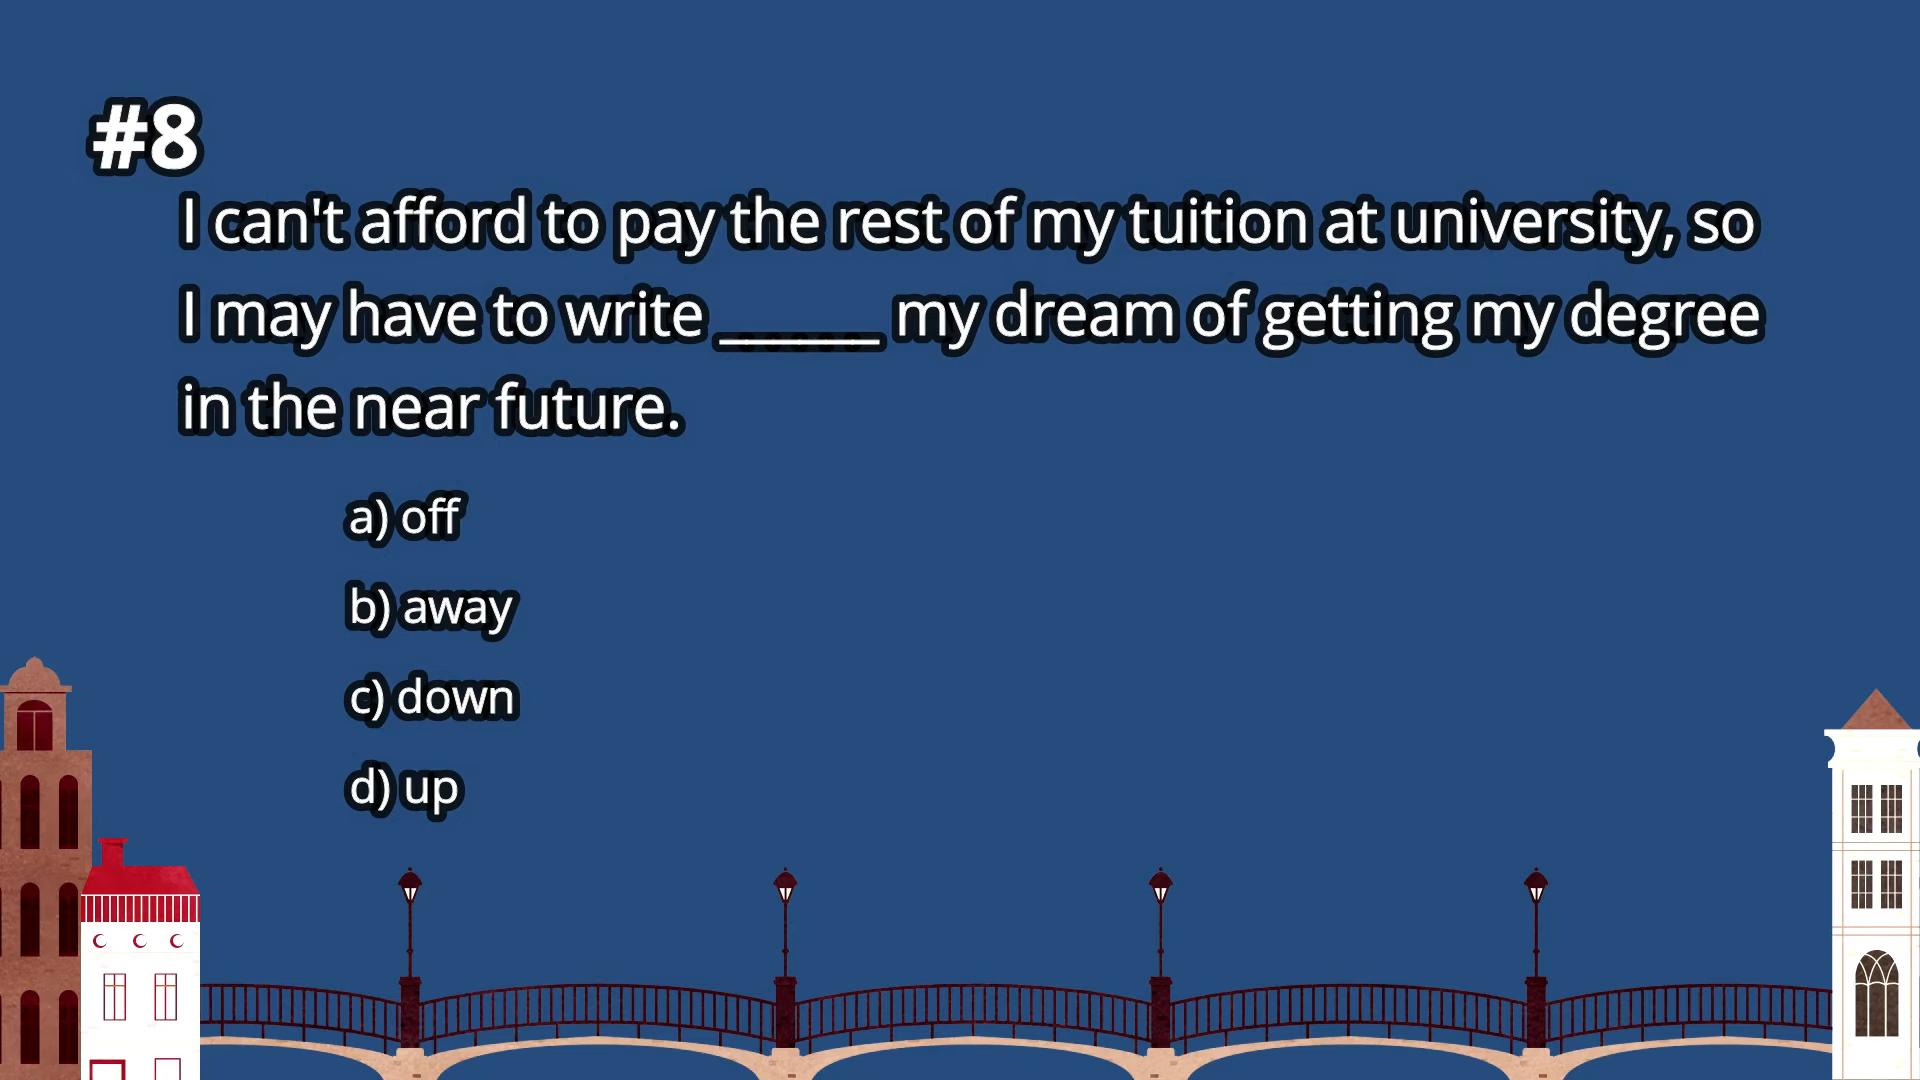 #8
I can't afford to pay the rest of my tuition at university, so
I may have to write ______ my dream of getting my degree
in the near future.
a) off
b) away
c) down
d) up